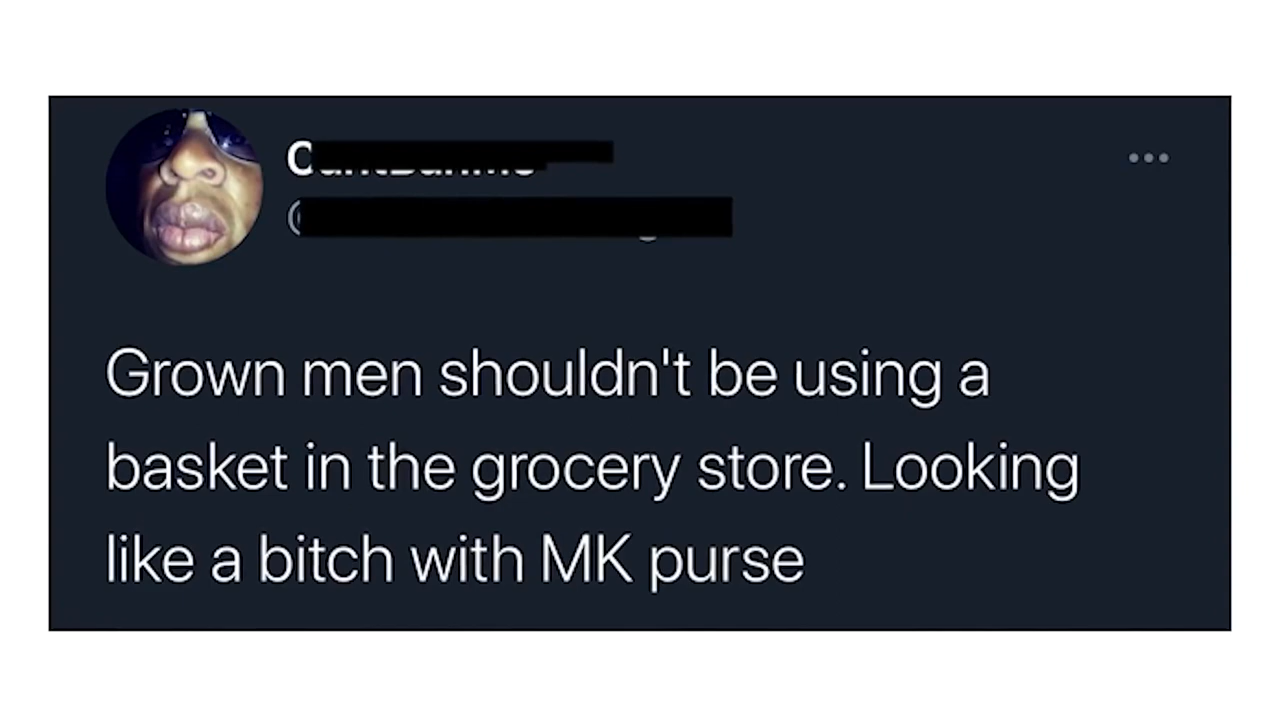 Grown men shouldn't be using a
basket in the grocery store. Looking
like a bitch with MK purse